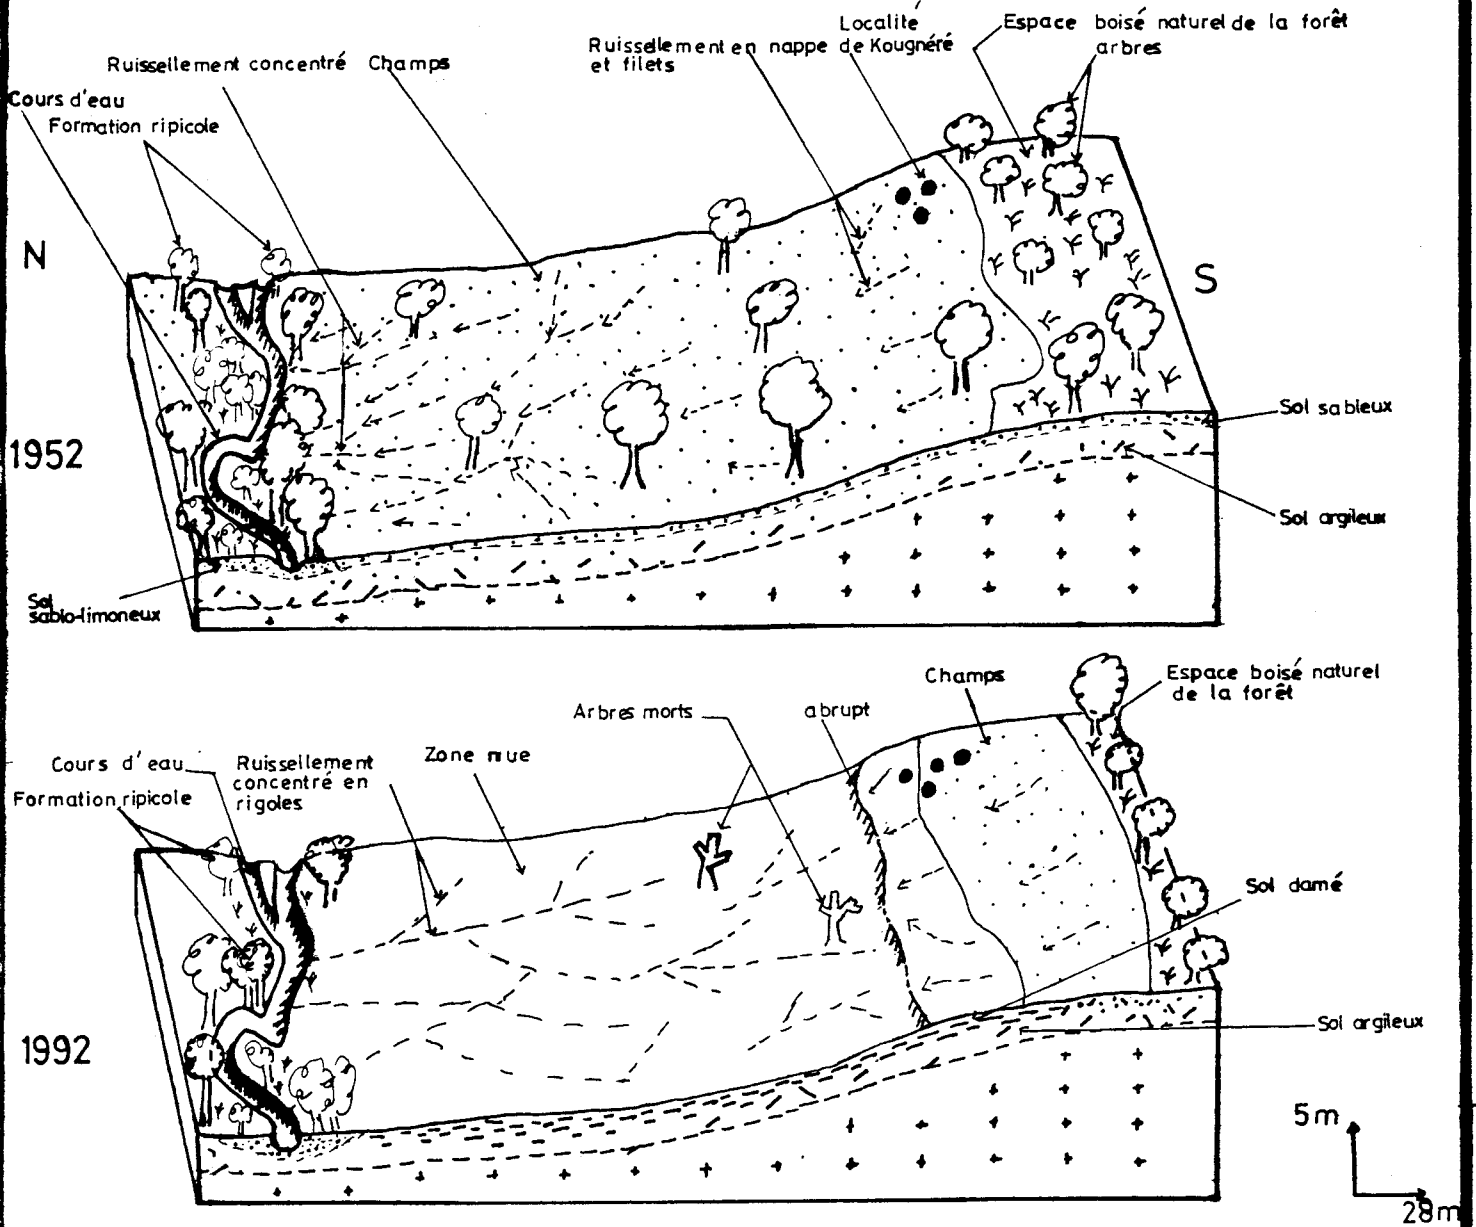 Localité
de Kougnéré
Espace boisé naturel de la forêt
arbres
Ruissellement en nappe
et filets
Ruissellement concentré
Champs
Cours d'eau
Formation ripicole
N
S
1952
Sol sableux
Sol argileux
Sol
sablo-limoneux
Champs
Espace boisé naturel
de la forêt
Arbres morts
abrupt
Zone nue
Cours d'eau
Ruissellement
concentré en
rigoles
Formation ripicole
Sol damé
1992
Sol argileux
5m
28m